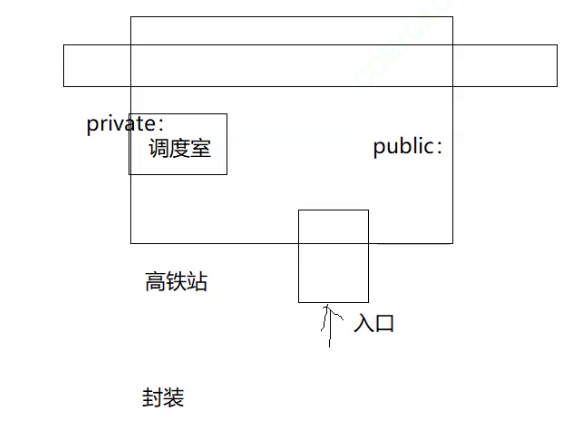 private：
调度室
public：
高铁站
入口
封装